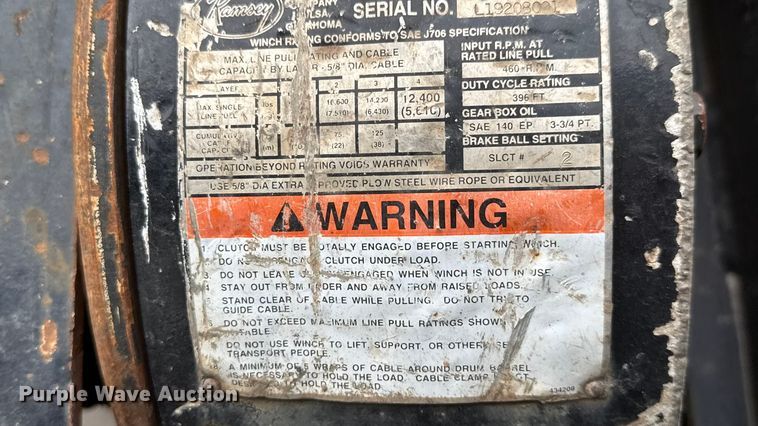 Ramsey
SERIAL NO.
WINCH RATING CONFORMS TO SAE J706 SPECIFICATION
MAX. LINE PULL RATING AND CABLE
CAPACITY BY LAYER - 5/8" DIA. CABLE
INPUT R.P.M. AT
RATED LINE PULL
460 R.P.M.
LAYER 3 4
MAX. SINGLE LINE PULL lbs 16,600 14,230 12,400
(7,510) (6,430) (5,610)
CUMULATIVE CABLE CAPACITY 75 125
(m) (22) (38)
DUTY CYCLE RATING
396 FT.
GEAR BOX OIL
SAE 140 EP. 3-3/4 PT.
BRAKE BALL SETTING
SLCT # 2
OPERATION BEYOND RATING VOIDS WARRANTY
USE 5/8" DIA EXTRA IMPROVED PLOW STEEL WIRE ROPE OR EQUIVALENT
WARNING
1. CLUTCH MUST BE TOTALLY ENGAGED BEFORE STARTING WINCH.
2. DO NOT DISENGAGE CLUTCH UNDER LOAD.
3. DO NOT LEAVE ENGAGED WHEN WINCH IS NOT IN USE.
4. STAY OUT FROM UNDER AND AWAY FROM RAISED LOADS.
5. STAND CLEAR OF CABLE WHILE PULLING. DO NOT TRY TO
GUIDE CABLE.
DO NOT EXCEED MAXIMUM LINE PULL RATINGS SHOWN
TABLE.
DO NOT USE WINCH TO LIFT, SUPPORT, OR OTHERWISE
TRANSPORT PEOPLE.
A MINIMUM OF 5 WRAPS OF CABLE AROUND DRUM BARREL
IS NECESSARY TO HOLD THE LOAD. CABLE CLAMP IS NOT
DESIGNED TO HOLD THE LOAD.
434209
Purple Wave Auction